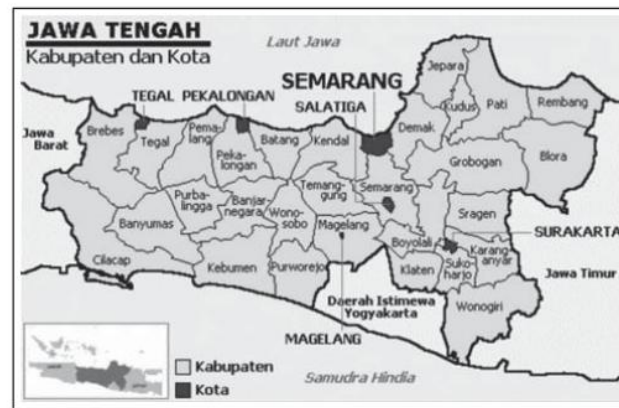 JAWA TENGAH
Kabupaten dan Kota
Laut Jawa
SEMARANG
TEGAL PEKALONGAN
SALATIGA
Jepara
Kudus
Pati
Rembang
Jawa
Barat
Brebes
Tegal
Pema-
lang
Peka-
longan
Batang
Kendal
Demak
Grobogan
Blora
Purba-
lingga
Banjar-
negara
Wono-
sobo
Temang-
gung
Semarang
Banyumas
Magelang
Boyolali
Sragen
SURAKARTA
Karang-
anyar
Cilacap
Kebumen
Purworejo
Klaten
Suko-
harjo
Jawa Timur
Daerah Istimewa
Yogyakarta
Wonogiri
MAGELANG
Kabupaten
Kota
Samudra Hindia